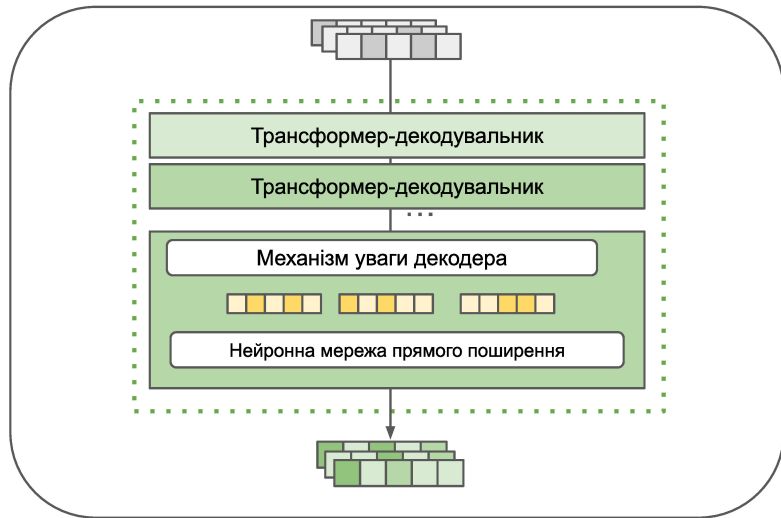 Трансформер-декодувальник
Трансформер-декодувальник
...
Механізм уваги декодера
Нейронна мережа прямого поширення